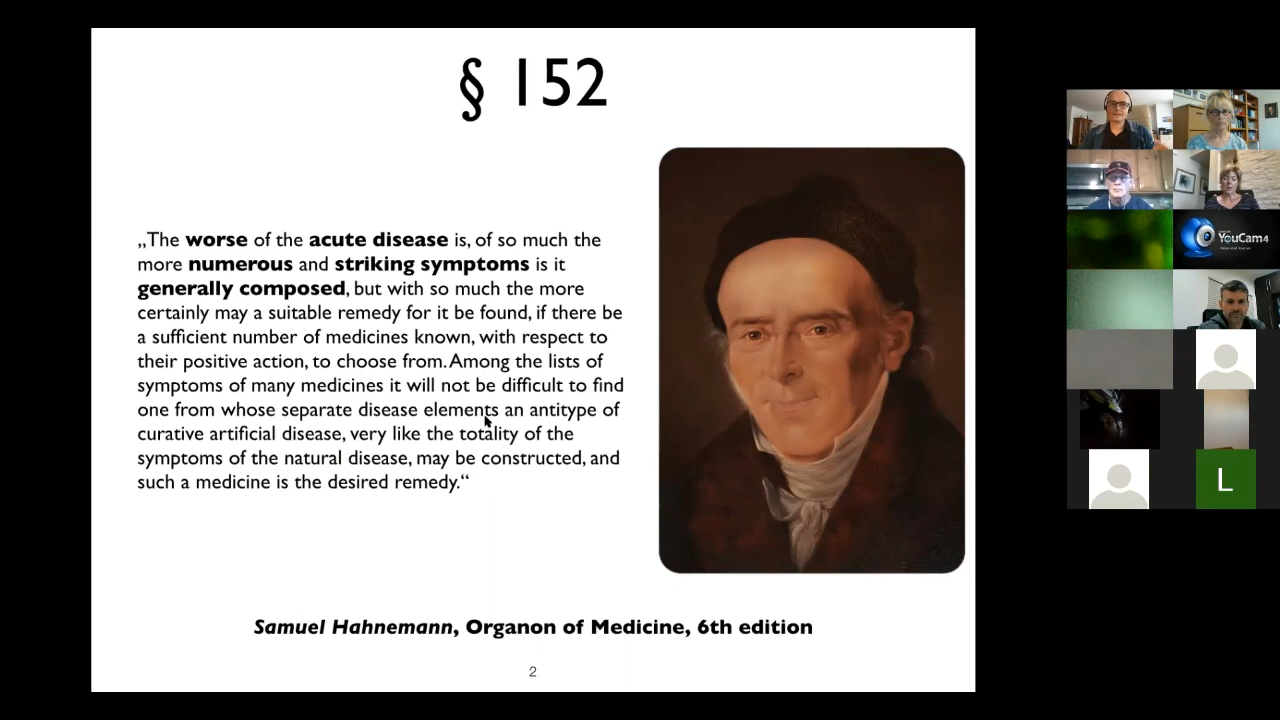 § 152
„The worse of the acute disease is, of so much the
more numerous and striking symptoms is it
generally composed, but with so much the more
certainly may a suitable remedy for it be found, if there be
a sufficient number of medicines known, with respect to
their positive action, to choose from. Among the lists of
symptoms of many medicines it will not be difficult to find
one from whose separate disease elements an antitype of
curative artificial disease, very like the totality of the
symptoms of the natural disease, may be constructed, and
such a medicine is the desired remedy.“
Samuel Hahnemann, Organon of Medicine, 6th edition
2
YouCam4
L